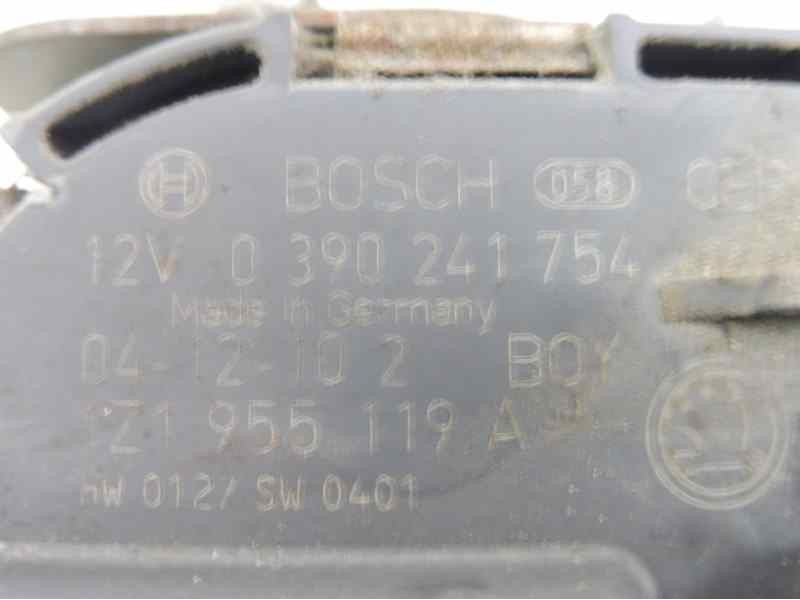 BOSCH 058
12V 0 390 241 754
Made in Germany
04-12-10 2 BOY
1Z1 955 119 A
HW 012/ SW 0401